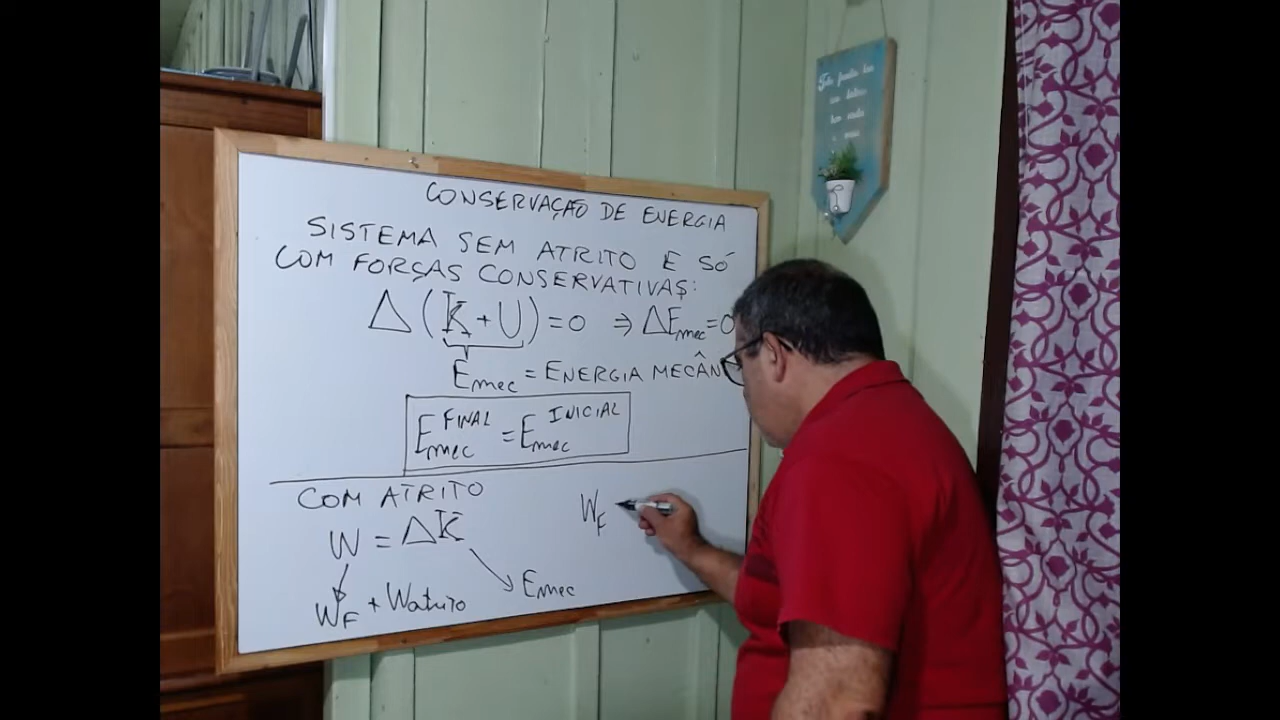 CONSERVAÇÃO DE ENERGIA
SISTEMA SEM ATRITO E SÓ
COM FORÇAS CONSERVATIVAS:
Δ(K+U)=0 ⇒ ΔEmec=0
Emec = ENERGIA MECÂN
Emec FINAL = Emec INICIAL
COM ATRITO
W = ΔK
WF + Watrito
Emec
WF